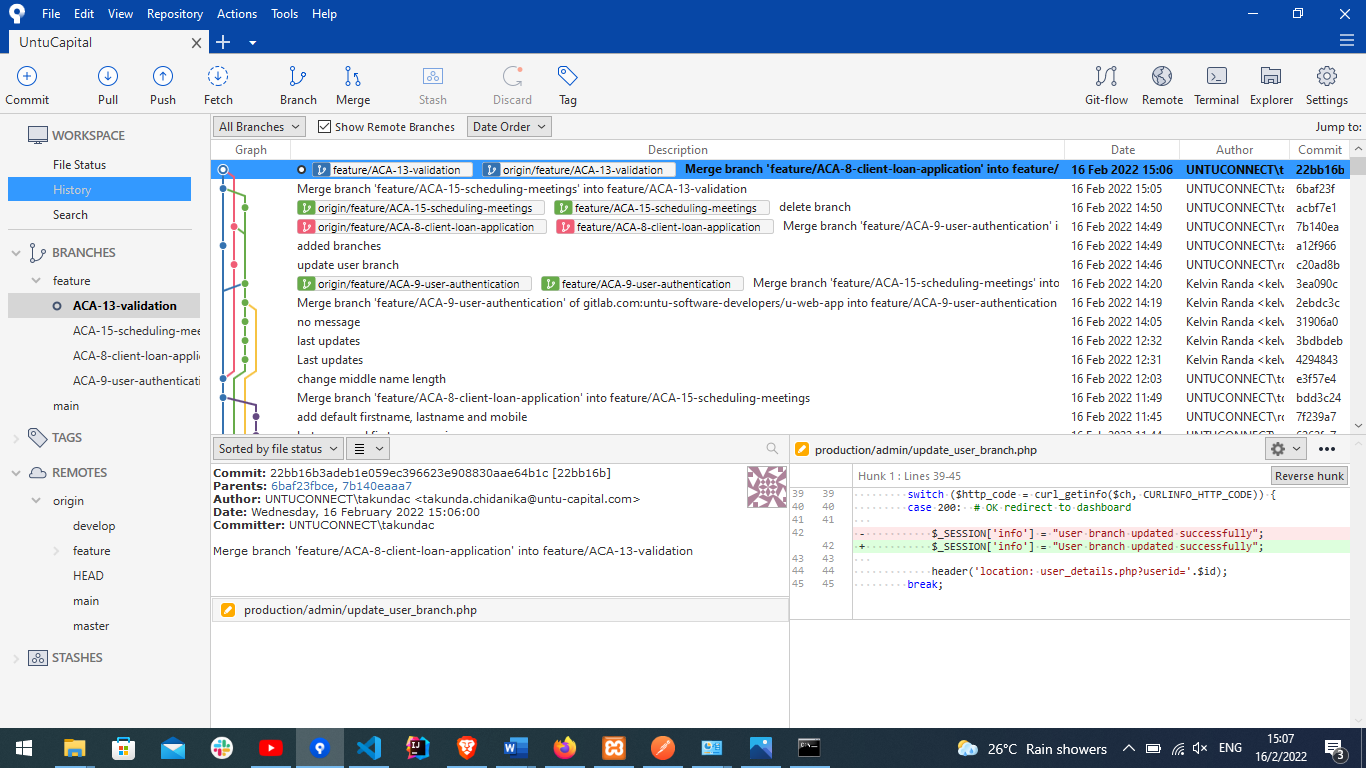 File Edit View Repository Actions Tools Help
UntuCapital
Commit Pull Push Fetch Branch Merge Stash Discard Tag Git-flow Remote Terminal Explorer Settings
WORKSPACE
File Status
History
Search
BRANCHES
feature
ACA-13-validation
ACA-15-scheduling-mee
ACA-8-client-loan-applic
ACA-9-user-authenticati
main
TAGS
REMOTES
origin
develop
feature
HEAD
main
master
STASHES
All Branches Show Remote Branches Date Order Jump to:
Graph Description Date Author Commit
feature/ACA-13-validation origin/feature/ACA-13-validation Merge branch 'feature/ACA-8-client-loan-application' into feature/ 16 Feb 2022 15:06 UNTUCONNECT\t 22bb16b
Merge branch 'feature/ACA-15-scheduling-meetings' into feature/ACA-13-validation 16 Feb 2022 15:05 UNTUCONNECT\ta 6baf23f
origin/feature/ACA-15-scheduling-meetings feature/ACA-15-scheduling-meetings delete branch 16 Feb 2022 14:50 UNTUCONNECT\tc acbf7e1
origin/feature/ACA-8-client-loan-application feature/ACA-8-client-loan-application Merge branch 'feature/ACA-9-user-authentication' i 16 Feb 2022 14:49 UNTUCONNECT\rc 7b140ea
added branches 16 Feb 2022 14:49 UNTUCONNECT\ta a12f966
update user branch 16 Feb 2022 14:46 UNTUCONNECT\rc c20ad8b
origin/feature/ACA-9-user-authentication feature/ACA-9-user-authentication Merge branch 'feature/ACA-15-scheduling-meetings' into 16 Feb 2022 14:20 Kelvin Randa <kelv 3ea090c
Merge branch 'feature/ACA-9-user-authentication' of gitlab.com:untu-software-developers/u-web-app into feature/ACA-9-user-authentication 16 Feb 2022 14:19 Kelvin Randa <kelv 2ebdc3c
no message 16 Feb 2022 14:05 Kelvin Randa <kelv 31906a0
last updates 16 Feb 2022 12:32 Kelvin Randa <kelv 3bdbdeb
Last updates 16 Feb 2022 12:31 Kelvin Randa <kelv 4294843
change middle name length 16 Feb 2022 12:03 UNTUCONNECT\tc e3f57e4
Merge branch 'feature/ACA-8-client-loan-application' into feature/ACA-15-scheduling-meetings 16 Feb 2022 11:49 UNTUCONNECT\tc bdd3c24
add default firstname, lastname and mobile 16 Feb 2022 11:45 UNTUCONNECT\rc 7f239a7
Sorted by file status
Commit: 22bb16b3adeb1e059ec396623e908830aae64b1c [22bb16b]
Parents: 6baf23fbce, 7b140eaaa7
Author: UNTUCONNECT\takundac <takunda.chidanika@untu-capital.com>
Date: Wednesday, 16 February 2022 15:06:00
Committer: UNTUCONNECT\takundac
Merge branch 'feature/ACA-8-client-loan-application' into feature/ACA-13-validation
production/admin/update_user_branch.php
production/admin/update_user_branch.php
Hunk 1 : Lines 39-45 Reverse hunk
39 39 switch ($http_code = curl_getinfo($ch, CURLINFO_HTTP_CODE)) {
40 40 case 200: # OK redirect to dashboard
41 41
42 - $_SESSION['info'] = "user branch updated successfully";
42 + $_SESSION['info'] = "User branch updated successfully";
43 43
44 44 header('location: user_details.php?userid='.$id);
45 45 break;
26°C Rain showers ENG 15:07
16/2/2022
3